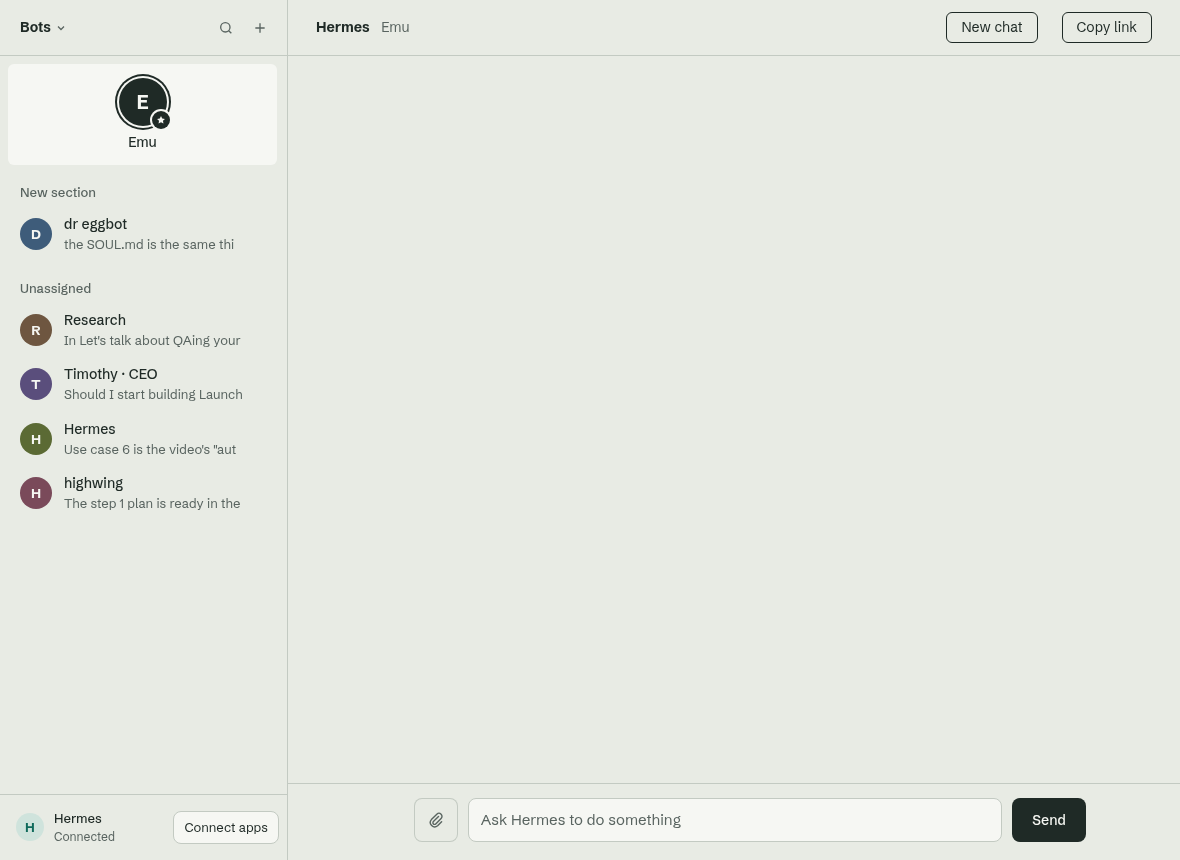 Bots
E
Emu
New section
D
dr eggbot
the SOUL.md is the same thi
Unassigned
R
Research
In Let's talk about QAing your
T
Timothy · CEO
Should I start building Launch
H
Hermes
Use case 6 is the video's "aut
H
highwing
The step 1 plan is ready in the
H
Hermes
Connected
Connect apps
Hermes Emu
New chat
Copy link
Ask Hermes to do something
Send